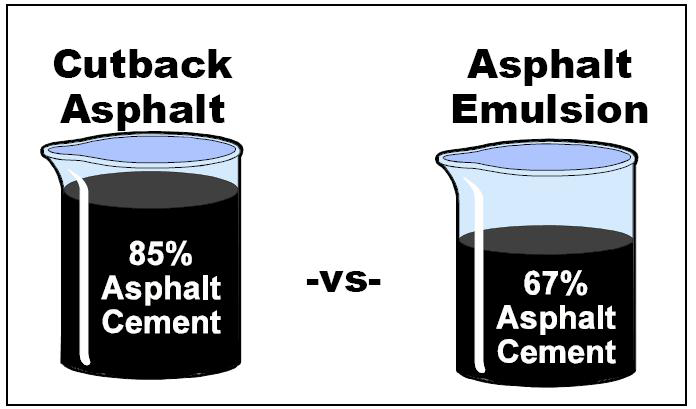 Cutback
Asphalt
85%
Asphalt
Cement
-vs-
Asphalt
Emulsion
67%
Asphalt
Cement